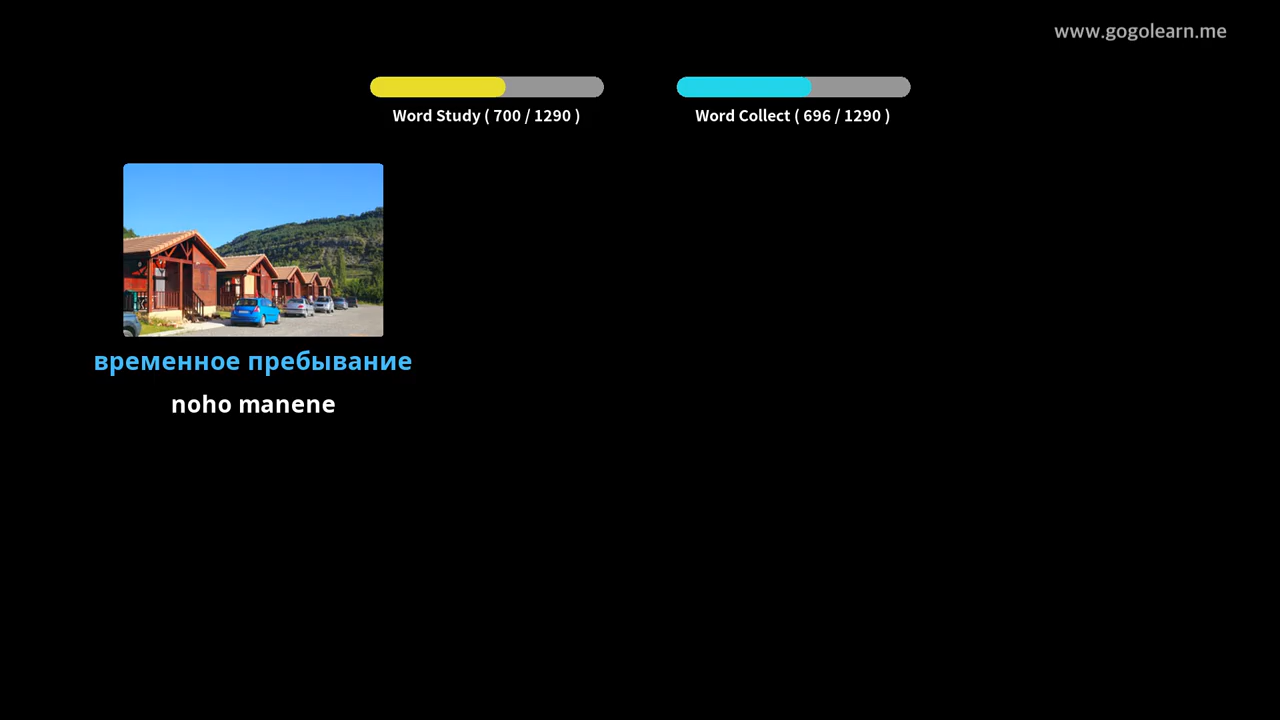 www.gogolearn.me
Word Study ( 700 / 1290 )
Word Collect ( 696 / 1290 )
временное пребывание
noho manene